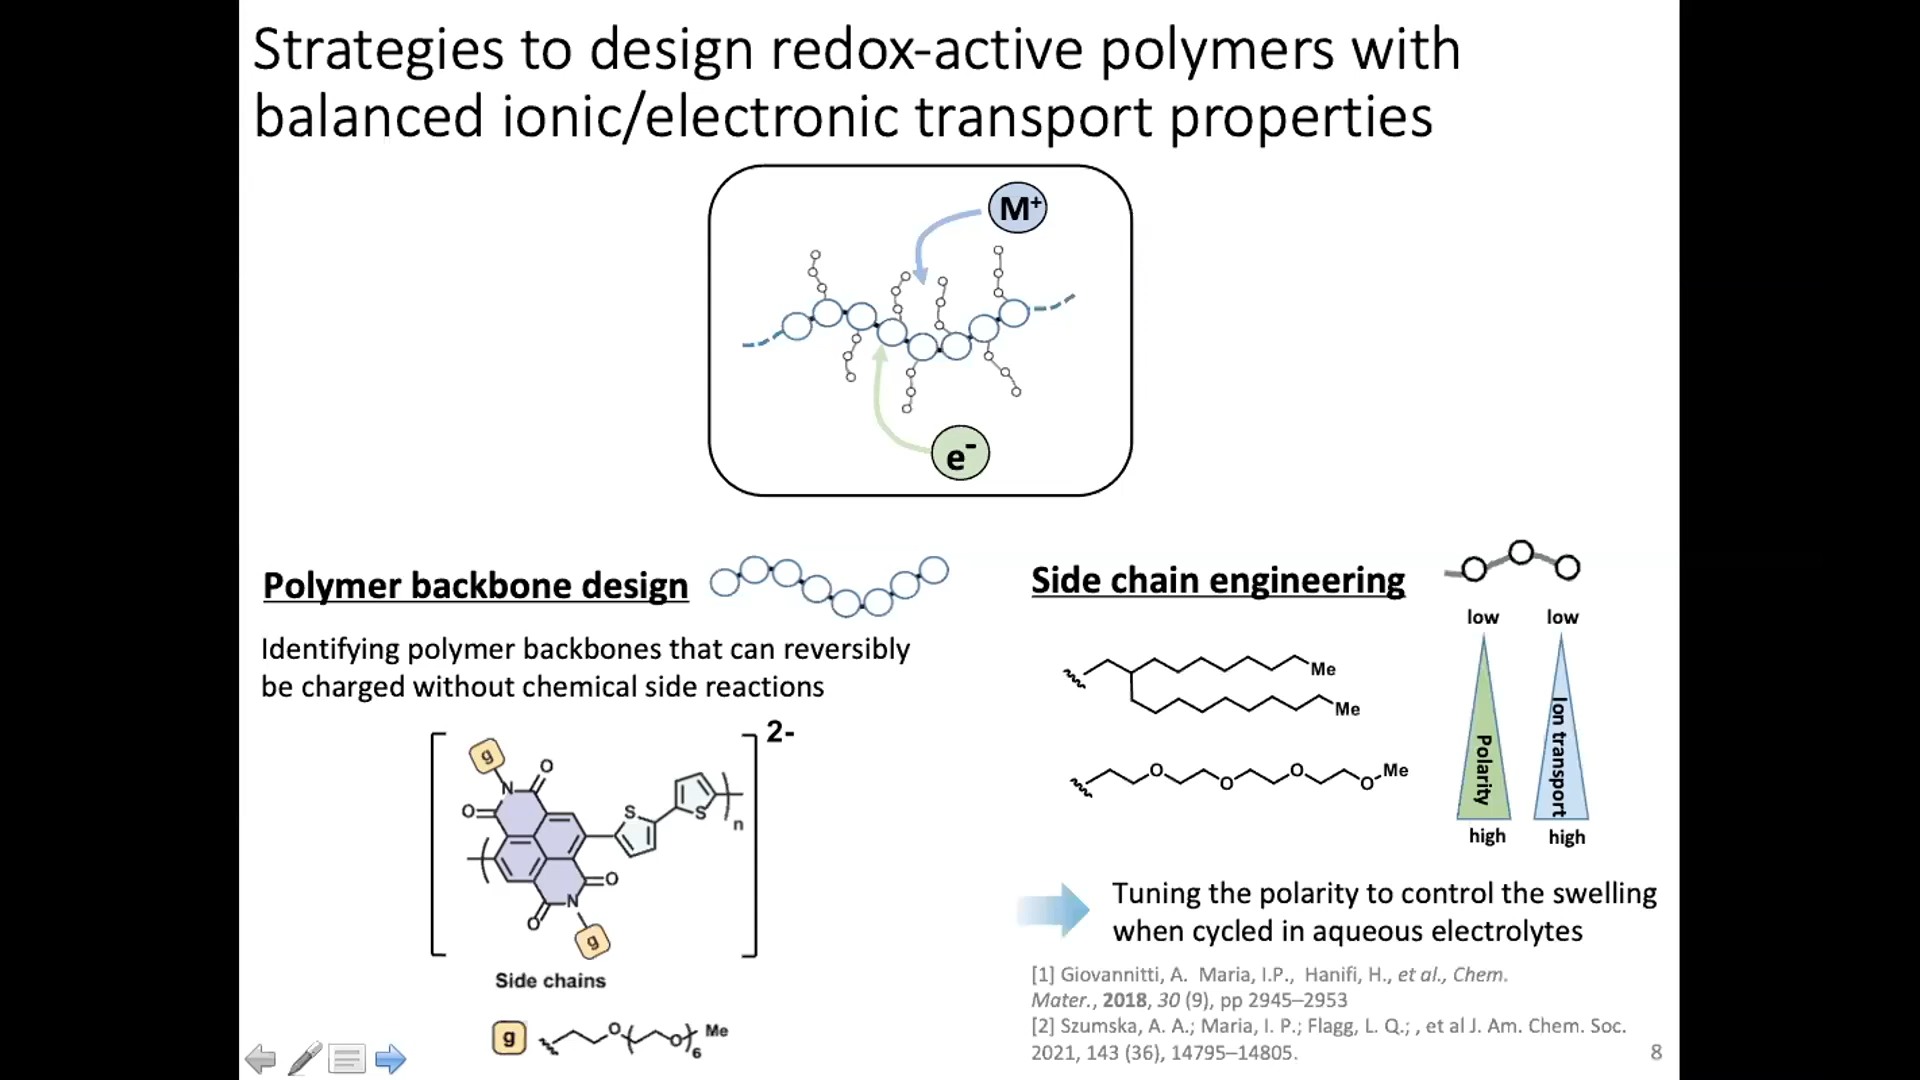 Strategies to design redox-active polymers with
balanced ionic/electronic transport properties
M⁺
e⁻
Polymer backbone design
Identifying polymer backbones that can reversibly
be charged without chemical side reactions
2-
g
N
O
O
S
S
n
O
O
N
g
Side chains
g
O
O
6
Me
Side chain engineering
low
low
Me
Me
O
O
O
O
Me
Polarity
Ion transport
high
high
Tuning the polarity to control the swelling
when cycled in aqueous electrolytes
[1] Giovannitti, A. Maria, I.P., Hanifi, H., et al., Chem.
Mater., 2018, 30 (9), pp 2945–2953
[2] Szumska, A. A.; Maria, I. P.; Flagg, L. Q.; , et al J. Am. Chem. Soc.
2021, 143 (36), 14795–14805.
8